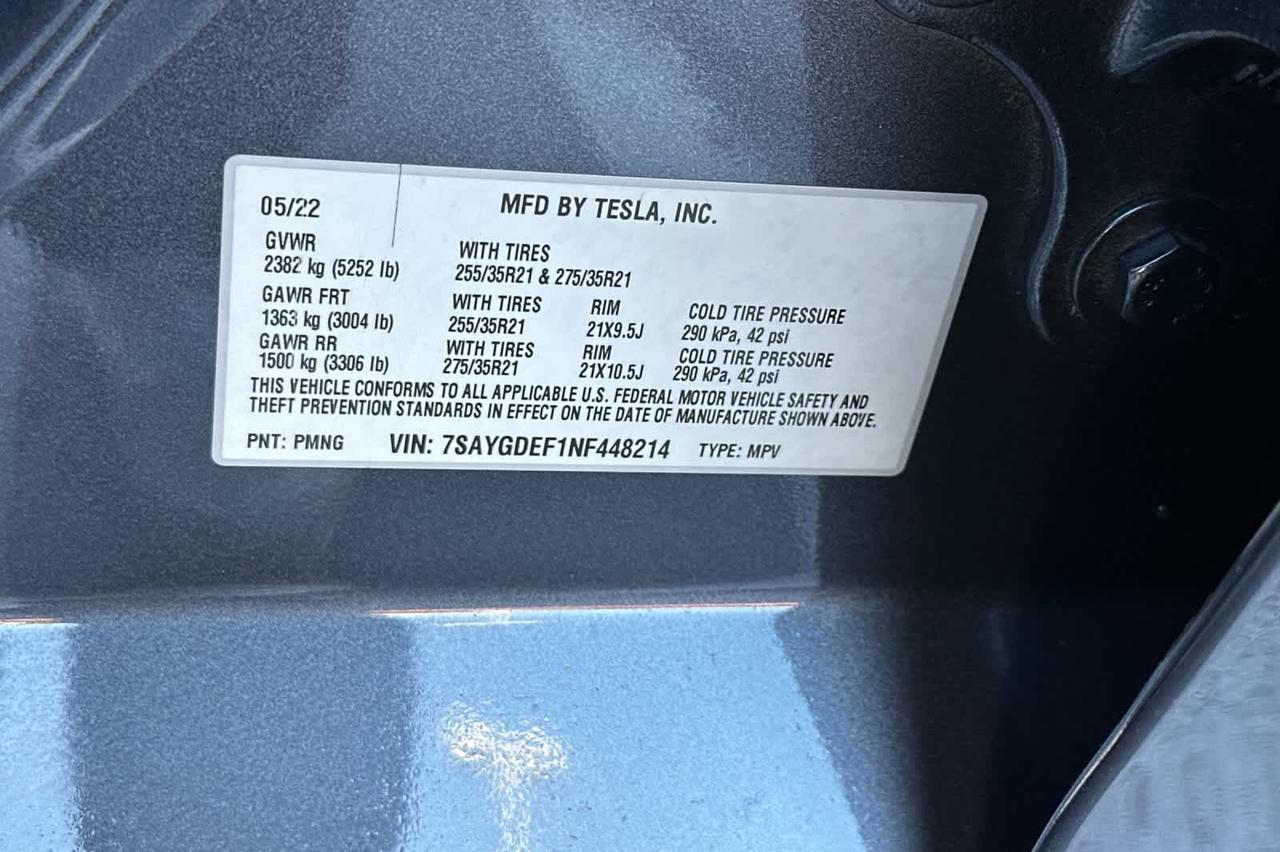 05/22 MFD BY TESLA, INC.
GVWR WITH TIRES
2382 kg (5252 lb) 255/35R21 & 275/35R21
GAWR FRT WITH TIRES RIM COLD TIRE PRESSURE
1363 kg (3004 lb) 255/35R21 21X9.5J 290 kPa, 42 psi
GAWR RR WITH TIRES RIM COLD TIRE PRESSURE
1500 kg (3306 lb) 275/35R21 21X10.5J 290 kPa, 42 psi
THIS VEHICLE CONFORMS TO ALL APPLICABLE U.S. FEDERAL MOTOR VEHICLE SAFETY AND
THEFT PREVENTION STANDARDS IN EFFECT ON THE DATE OF MANUFACTURE SHOWN ABOVE.
PNT: PMNG VIN: 7SAYGDEF1NF448214 TYPE: MPV